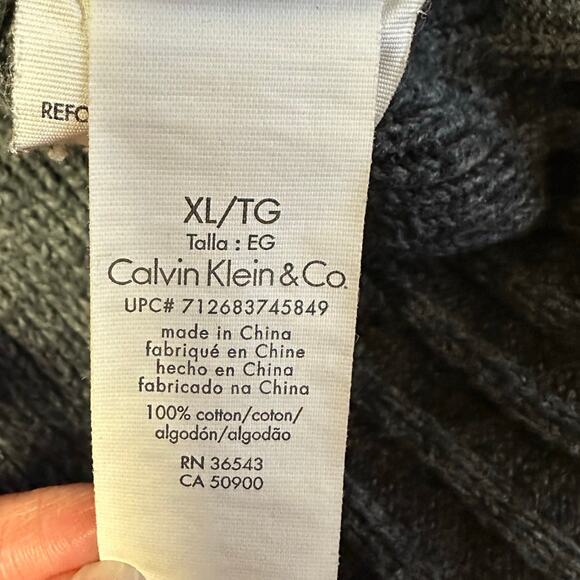 REFO
XL/TG
Talla : EG
Calvin Klein & Co.
UPC# 712683745849
made in China
fabriqué en Chine
hecho en China
fabricado na China
100% cotton/coton/
algodón/algodão
RN 36543
CA 50900